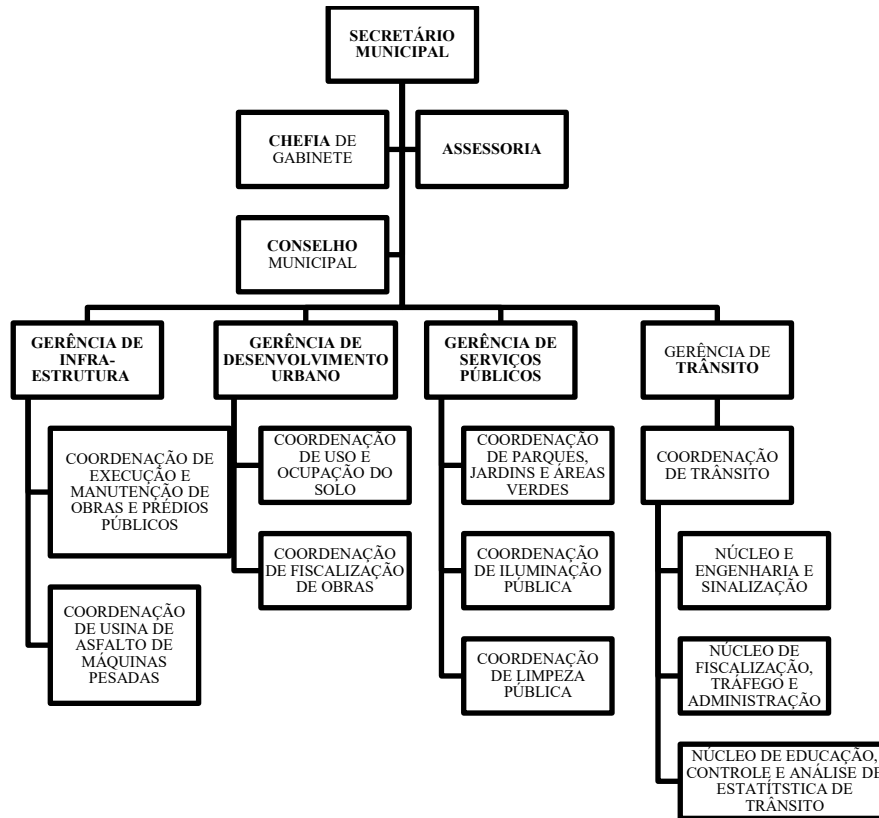 SECRETÁRIO
MUNICIPAL
CHEFIA DE
GABINETE
ASSESSORIA
CONSELHO
MUNICIPAL
GERÊNCIA DE
INFRA-
ESTRUTURA
GERÊNCIA DE
DESENVOLVIMENTO
URBANO
GERÊNCIA DE
SERVIÇOS
PÚBLICOS
GERÊNCIA DE
TRÂNSITO
COORDENAÇÃO DE
EXECUÇÃO E
MANUTENÇÃO DE
OBRAS E PRÉDIOS
PÚBLICOS
COORDENAÇÃO
DE USINA DE
ASFALTO DE
MÁQUINAS
PESADAS
COORDENAÇÃO
DE USO E
OCUPAÇÃO DO
SOLO
COORDENAÇÃO
DE FISCALIZAÇÃO
DE OBRAS
COORDENAÇÃO
DE PARQUES,
JARDINS E ÁREAS
VERDES
COORDENAÇÃO
DE ILUMINAÇÃO
PÚBLICA
COORDENAÇÃO
DE LIMPEZA
PÚBLICA
COORDENAÇÃO
DE TRÂNSITO
NÚCLEO E
ENGENHARIA E
SINALIZAÇÃO
NÚCLEO DE
FISCALIZAÇÃO,
TRÁFEGO E
ADMINISTRAÇÃO
NÚCLEO DE EDUCAÇÃO,
CONTROLE E ANÁLISE DE
ESTATÍTSTICA DE
TRÂNSITO